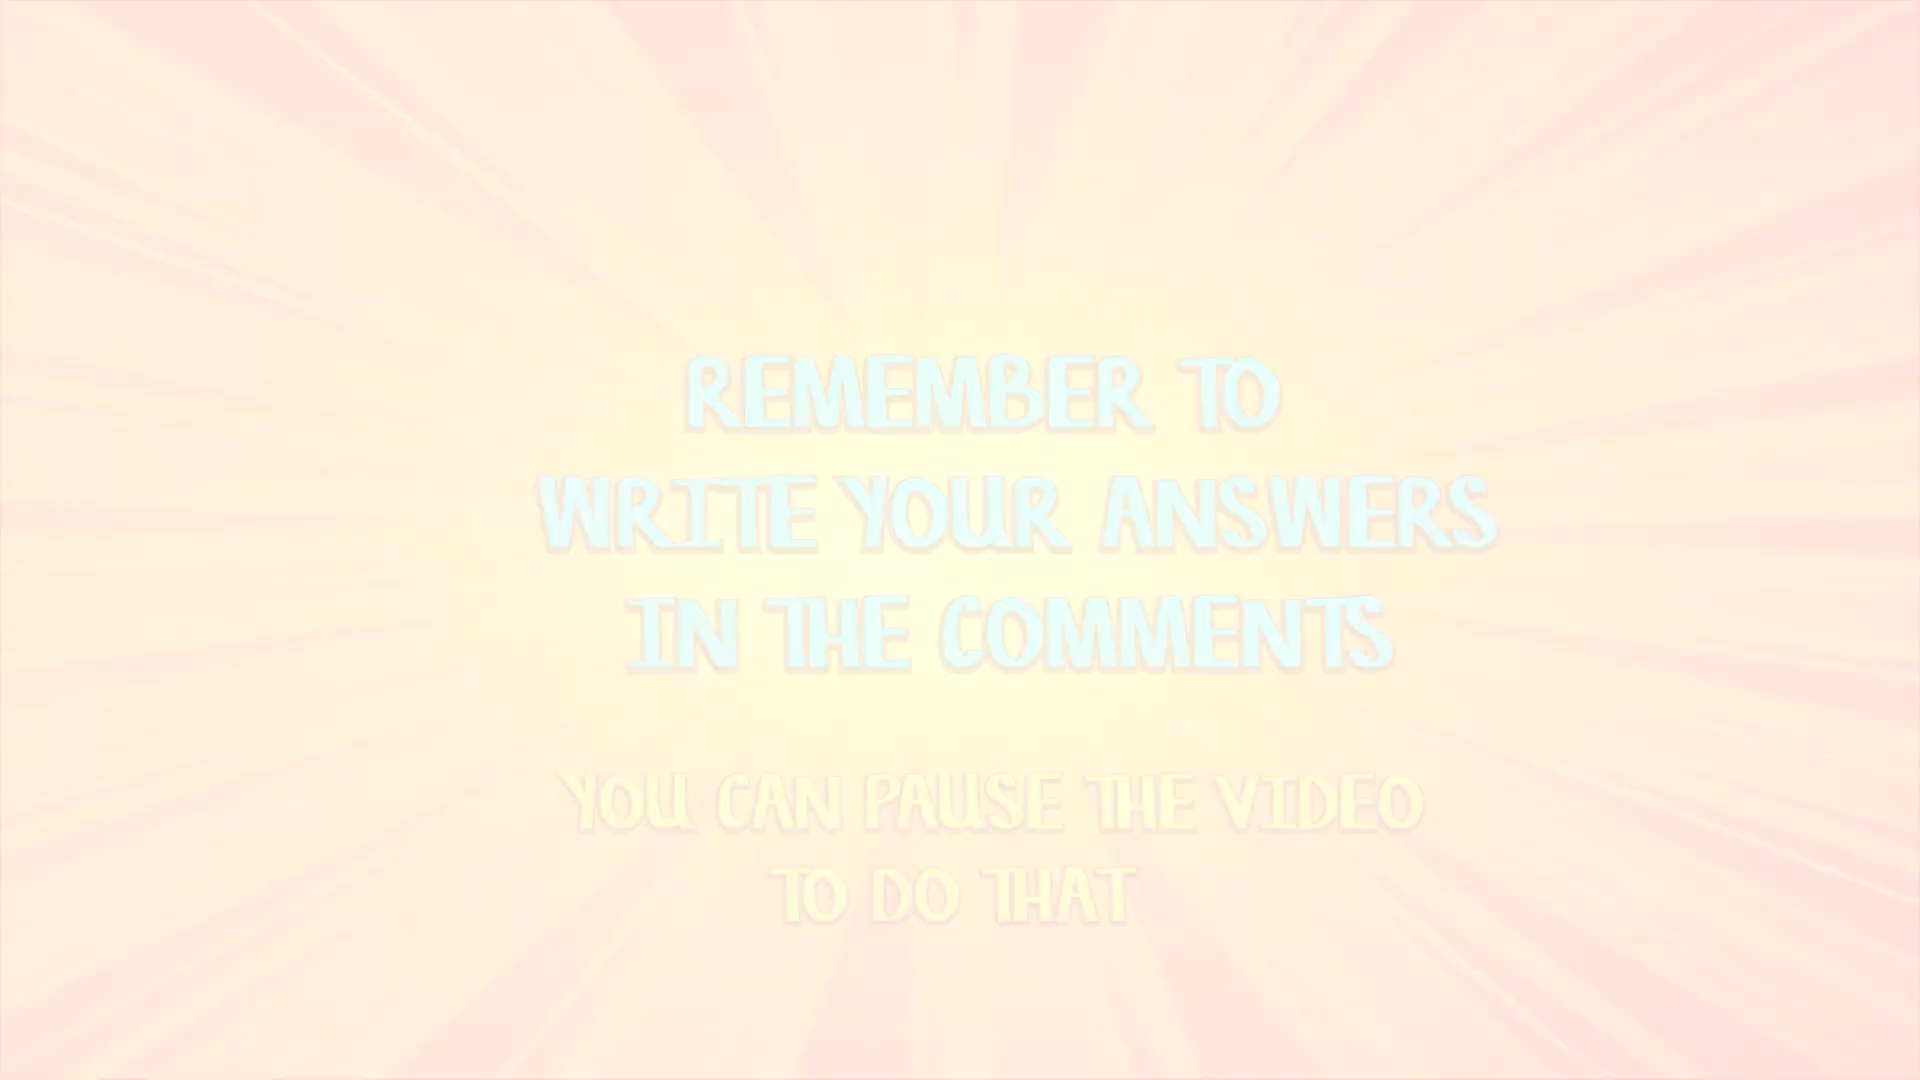 REMEMBER TO
WRITE YOUR ANSWERS
IN THE COMMENTS
YOU CAN PAUSE THE VIDEO
TO DO THAT